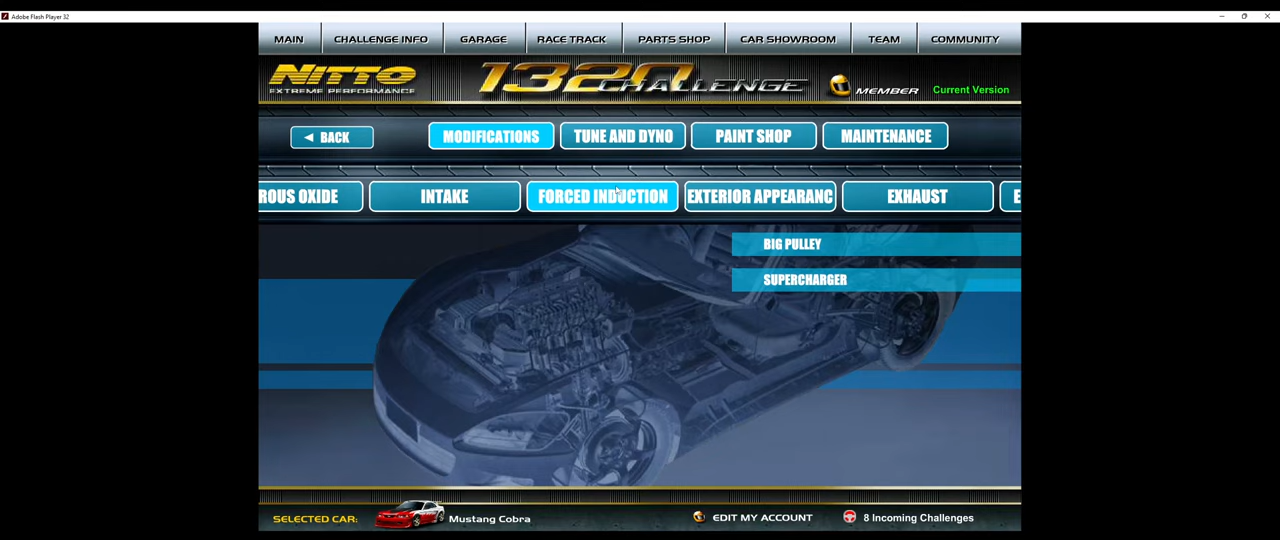 Adobe Flash Player 32
MAIN CHALLENGE INFO GARAGE RACE TRACK PARTS SHOP CAR SHOWROOM TEAM COMMUNITY
NITTO
EXTREME PERFORMANCE
1320 CHALLENGE
MEMBER Current Version
BACK MODIFICATIONS TUNE AND DYNO PAINT SHOP MAINTENANCE
ROUS OXIDE INTAKE FORCED INDUCTION EXTERIOR APPEARANC EXHAUST E
BIG PULLEY
SUPERCHARGER
SELECTED CAR: Mustang Cobra EDIT MY ACCOUNT 8 Incoming Challenges